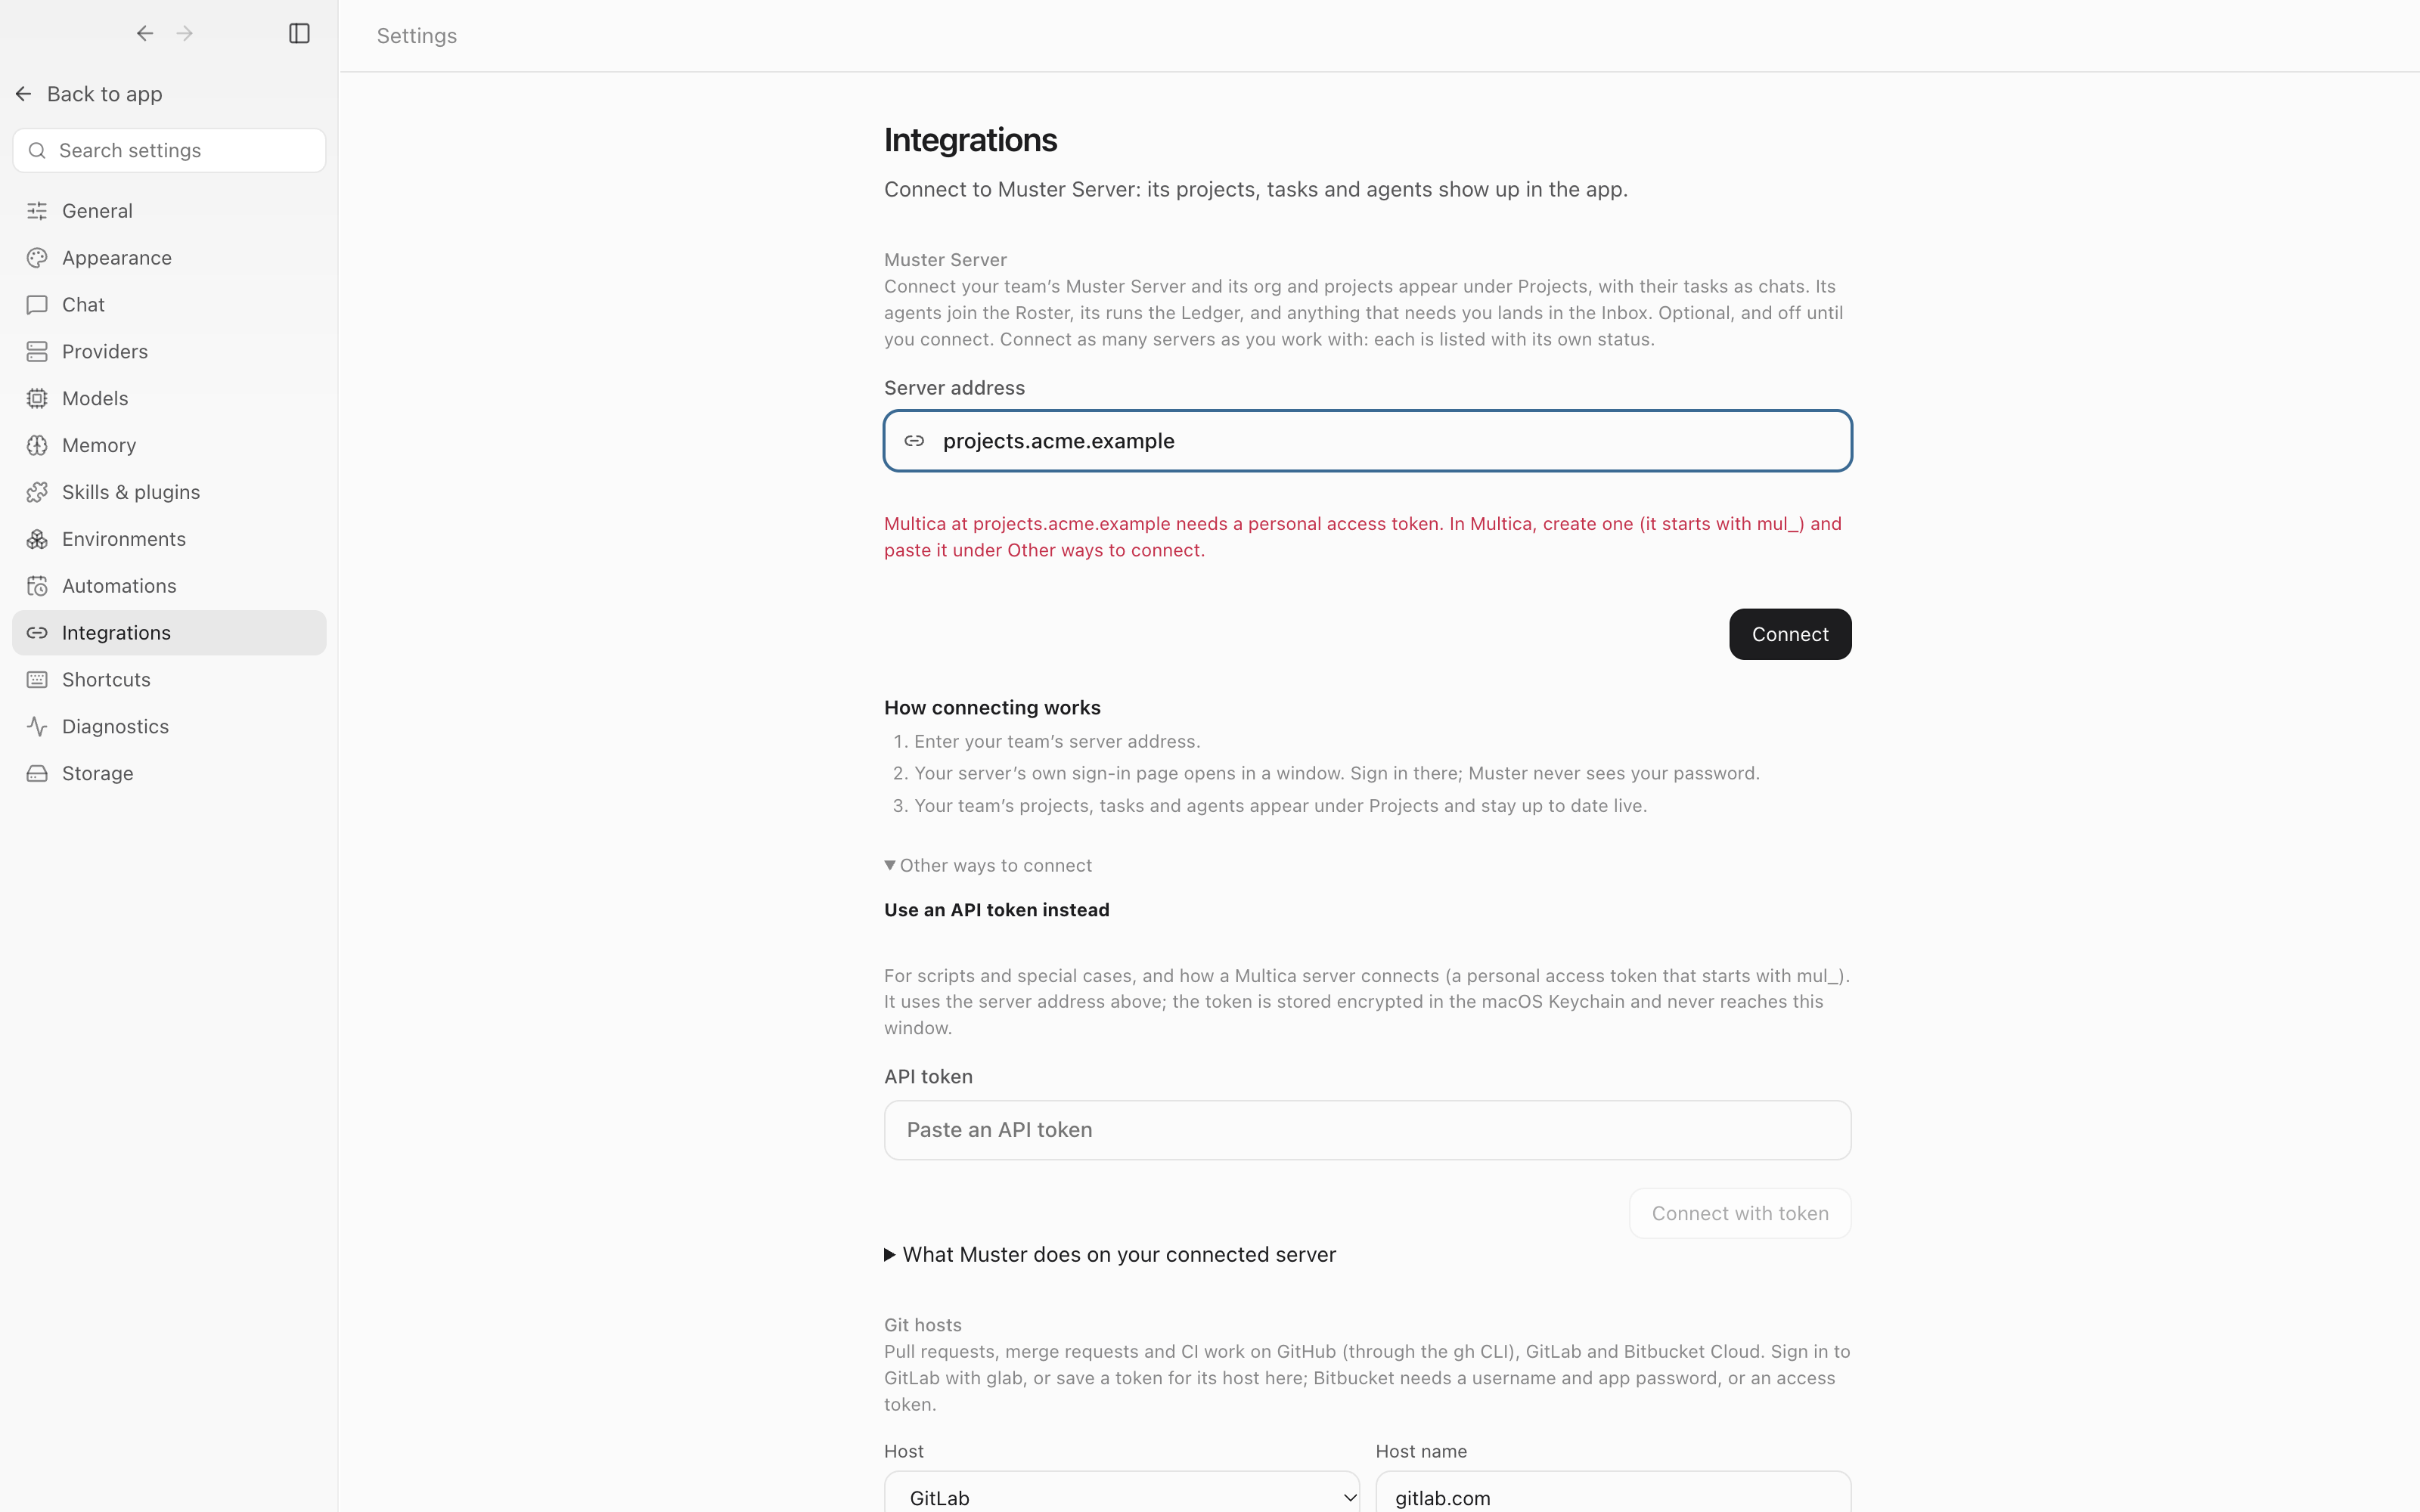 Settings
Back to app
Search settings
General
Appearance
Chat
Providers
Models
Memory
Skills & plugins
Environments
Automations
Integrations
Shortcuts
Diagnostics
Storage
Integrations
Connect to Muster Server: its projects, tasks and agents show up in the app.
Muster Server
Connect your team’s Muster Server and its org and projects appear under Projects, with their tasks as chats. Its
agents join the Roster, its runs the Ledger, and anything that needs you lands in the Inbox. Optional, and off until
you connect. Connect as many servers as you work with: each is listed with its own status.
Server address
projects.acme.example
Multica at projects.acme.example needs a personal access token. In Multica, create one (it starts with mul_) and
paste it under Other ways to connect.
Connect
How connecting works
1. Enter your team’s server address.
2. Your server’s own sign-in page opens in a window. Sign in there; Muster never sees your password.
3. Your team’s projects, tasks and agents appear under Projects and stay up to date live.
Other ways to connect
Use an API token instead
For scripts and special cases, and how a Multica server connects (a personal access token that starts with mul_).
It uses the server address above; the token is stored encrypted in the macOS Keychain and never reaches this
window.
API token
Paste an API token
Connect with token
What Muster does on your connected server
Git hosts
Pull requests, merge requests and CI work on GitHub (through the gh CLI), GitLab and Bitbucket Cloud. Sign in to
GitLab with glab, or save a token for its host here; Bitbucket needs a username and app password, or an access
token.
Host
Host name
GitLab
gitlab.com